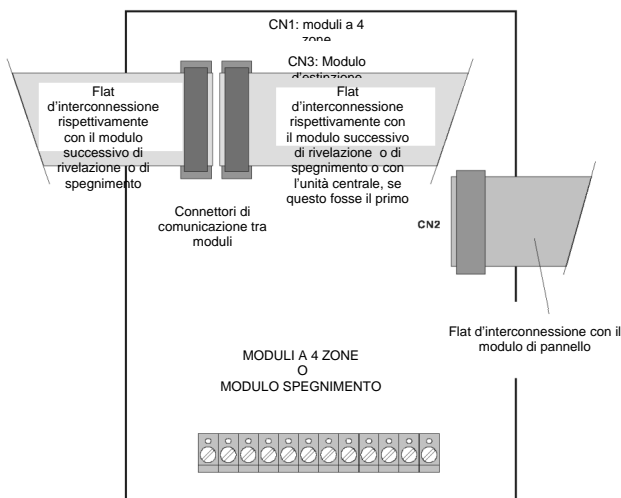 CN1: moduli a 4
zone
CN3: Modulo
d'estinzione
Flat
d'interconnessione
rispettivamente
con il modulo
successivo di
rivelazione o di
spegnimento
Flat
d'interconnessione
rispettivamente con
il modulo successivo
di rivelazione o di
spegnimento o con
l'unità centrale, se
questo fosse il primo
Connettori di
comunicazione tra
moduli
CN2
Flat d'interconnessione con il
modulo di pannello
MODULI A 4 ZONE
O
MODULO SPEGNIMENTO